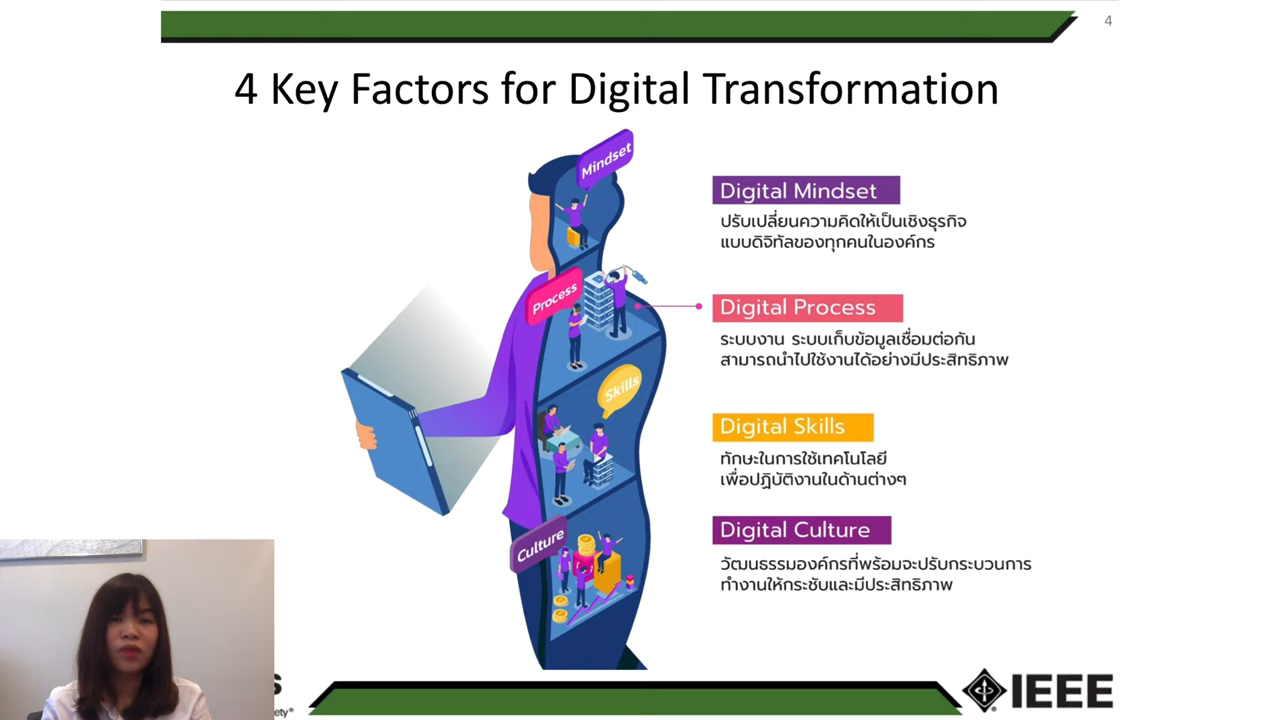 4
4 Key Factors for Digital Transformation
Mindset
Digital Mindset
ปรับเปลี่ยนความคิดให้เป็นเชิงธุรกิจ
แบบดิจิทัลของทุกคนในองค์กร
Process
Digital Process
ระบบงาน ระบบเก็บข้อมูลเชื่อมต่อกัน
สามารถนำไปใช้งานได้อย่างมีประสิทธิภาพ
Skills
Digital Skills
ทักษะในการใช้เทคโนโลยี
เพื่อปฏิบัติงานในด้านต่างๆ
Culture
Digital Culture
วัฒนธรรมองค์กรที่พร้อมจะปรับกระบวนการ
ทำงานให้กระชับและมีประสิทธิภาพ
IEEE